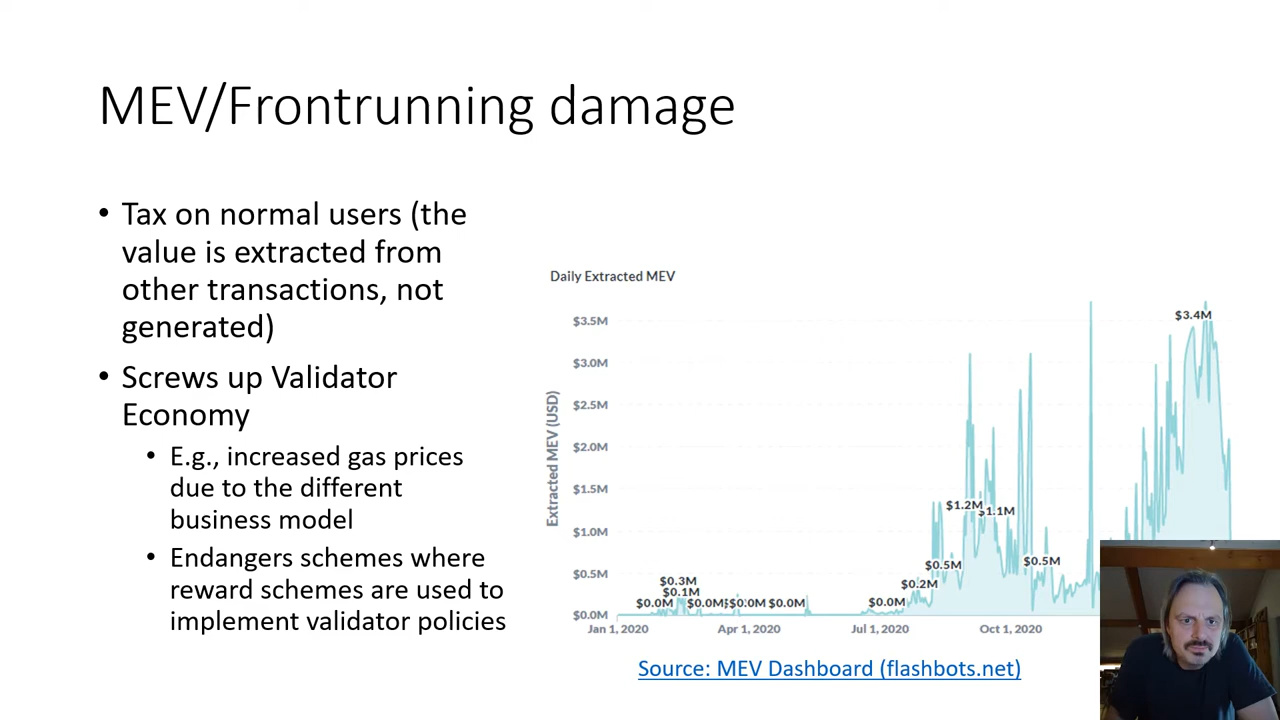 MEV/Frontrunning damage
• Tax on normal users (the
value is extracted from
other transactions, not
generated)
• Screws up Validator
Economy
• E.g., increased gas prices
due to the different
business model
• Endangers schemes where
reward schemes are used to
implement validator policies
Daily Extracted MEV
Extracted MEV (USD)
$3.5M
$3.0M
$2.5M
$2.0M
$1.5M
$1.0M
$0.5M
$0.0M
$0.0M
$0.3M
$0.1M
$0.0M
$0.0M
$0.0M
$0.0M
$0.2M
$0.5M
$1.2M
$1.1M
$0.5M
$3.4M
Jan 1, 2020
Apr 1, 2020
Jul 1, 2020
Oct 1, 2020
Source: MEV Dashboard (flashbots.net)